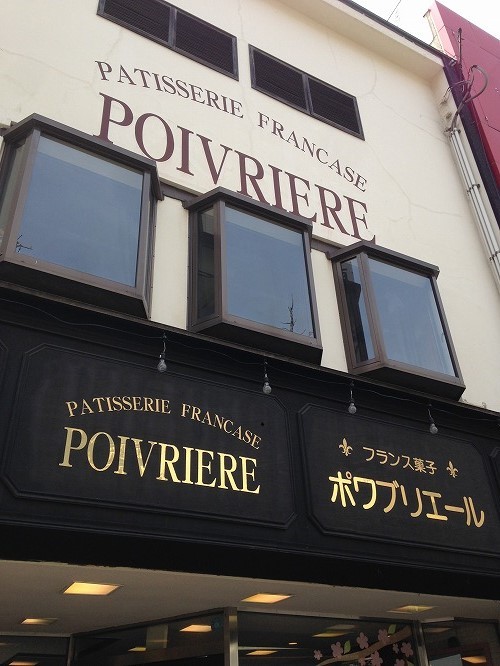 PATISSERIE FRANCASE
POIVRIERE
PATISSERIE FRANCASE
POIVRIERE
フランス菓子
ポワブリエール